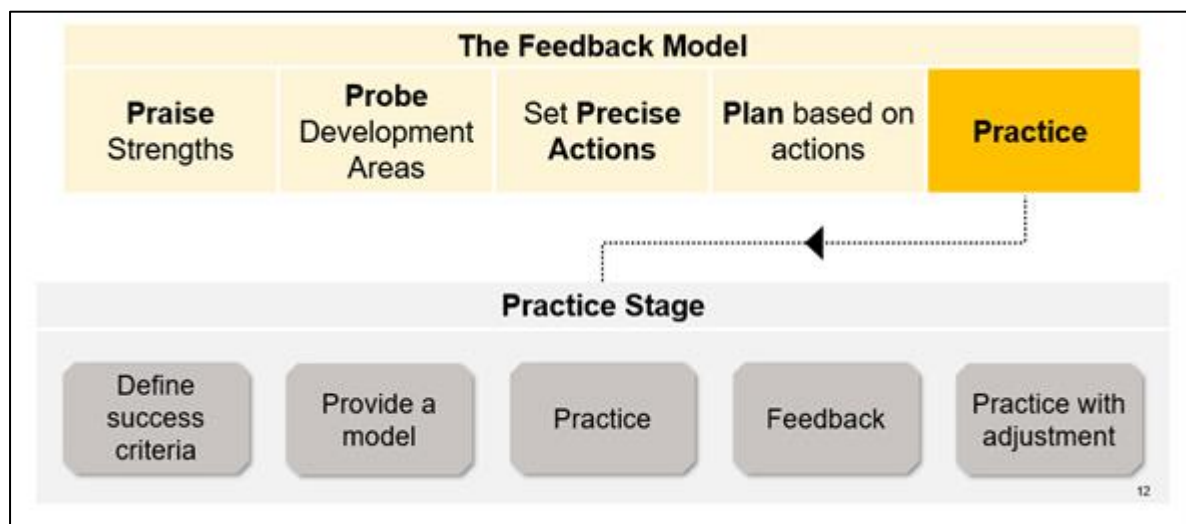 The Feedback Model
Praise
Strengths
Probe
Development
Areas
Set Precise
Actions
Plan based on
actions
Practice
Practice Stage
Define
success
criteria
Provide a
model
Practice
Feedback
Practice with
adjustment
12